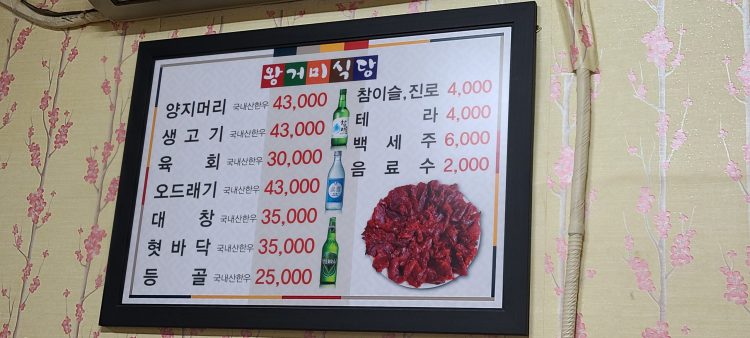 왕거미식당
양지머리 국내산한우 43,000
생고기 국내산한우 43,000
육회 국내산한우 30,000
오드래기 국내산한우 43,000
대창 국내산한우 35,000
혓바닥 국내산한우 35,000
등골 국내산한우 25,000
참이슬,진로 4,000
테라 4,000
백세주 6,000
음료수 2,000